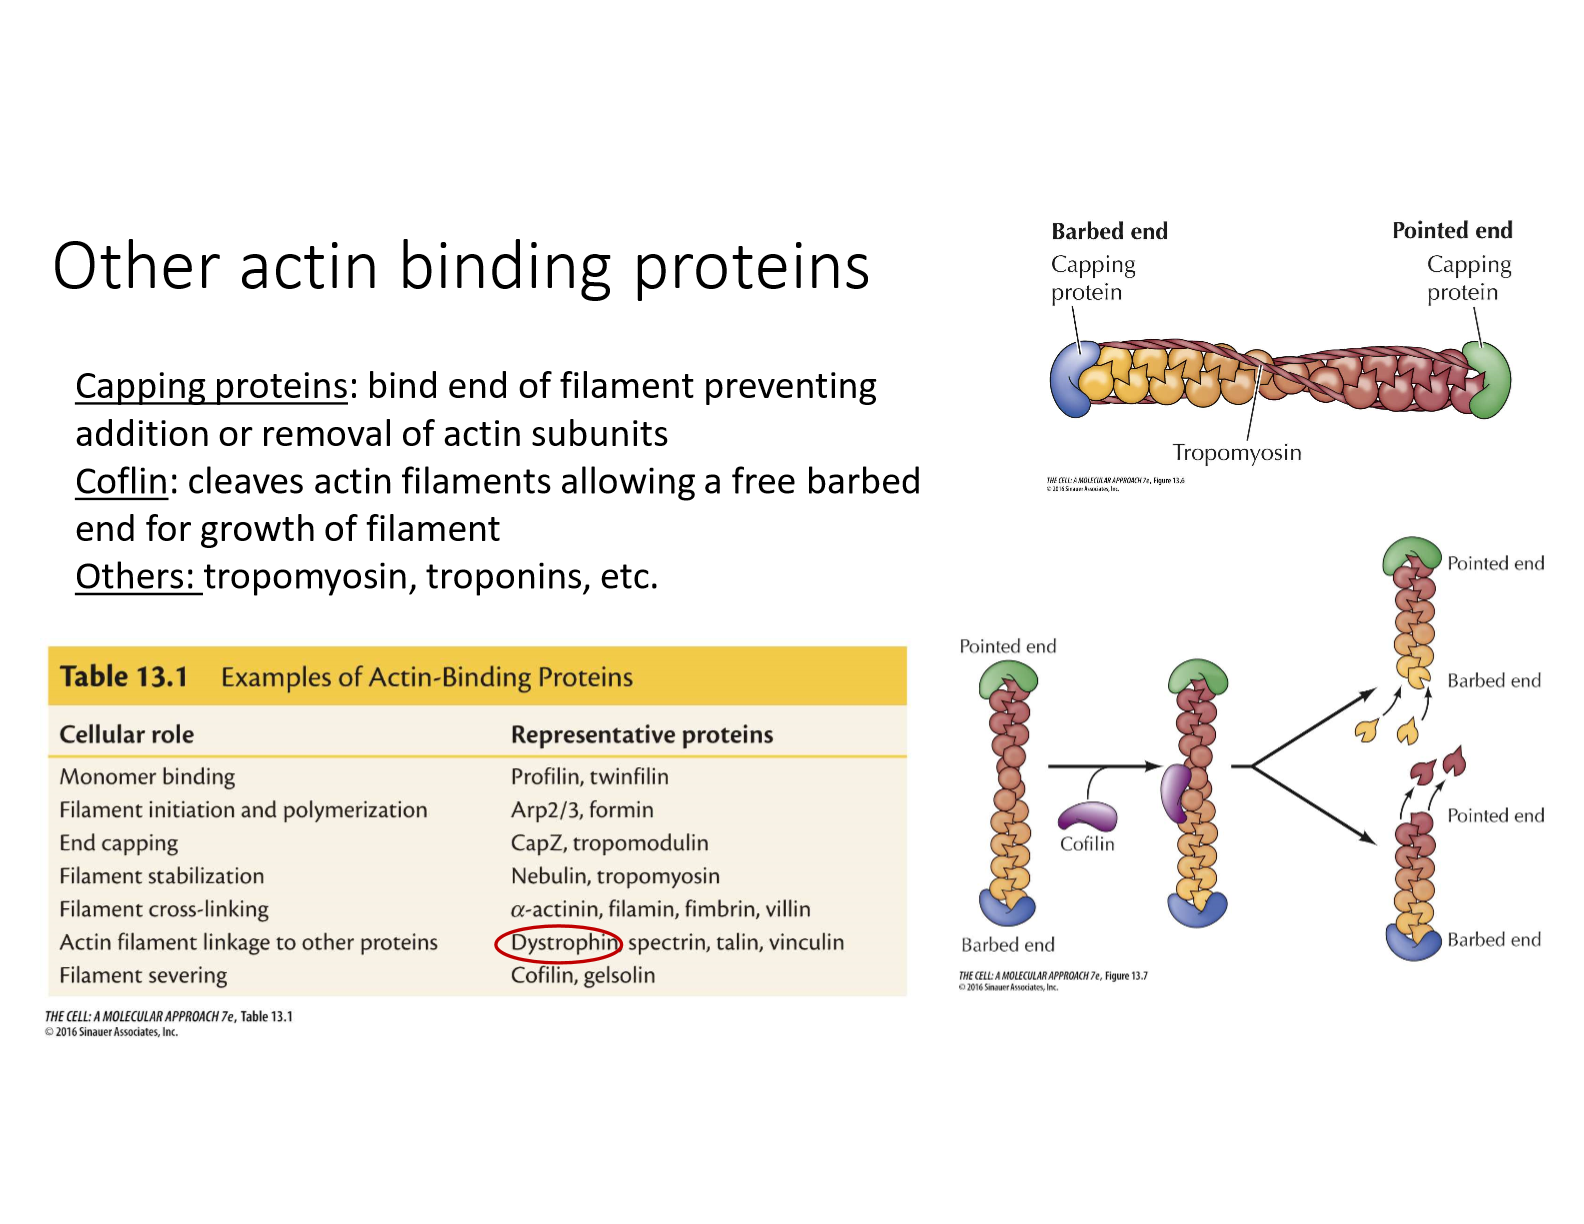 Other actin binding proteins
Capping proteins: bind end of filament preventing
addition or removal of actin subunits
Coflin: cleaves actin filaments allowing a free barbed
end for growth of filament
Others: tropomyosin, troponins, etc.
Table 13.1 Examples of Actin-Binding Proteins
Cellular role Representative proteins
Monomer binding Profilin, twinfilin
Filament initiation and polymerization Arp2/3, formin
End capping CapZ, tropomodulin
Filament stabilization Nebulin, tropomyosin
Filament cross-linking α-actinin, filamin, fimbrin, villin
Actin filament linkage to other proteins Dystrophin, spectrin, talin, vinculin
Filament severing Cofilin, gelsolin
THE CELL: A MOLECULAR APPROACH 7e, Table 13.1
© 2016 Sinauer Associates, Inc.
Barbed end Pointed end
Capping Capping
protein protein
Tropomyosin
THE CELL: A MOLECULAR APPROACH 7e, Figure 13.6
© 2016 Sinauer Associates, Inc.
Pointed end
Pointed end
Barbed end
Cofilin
Pointed end
Barbed end
Barbed end
THE CELL: A MOLECULAR APPROACH 7e, Figure 13.7
© 2016 Sinauer Associates, Inc.